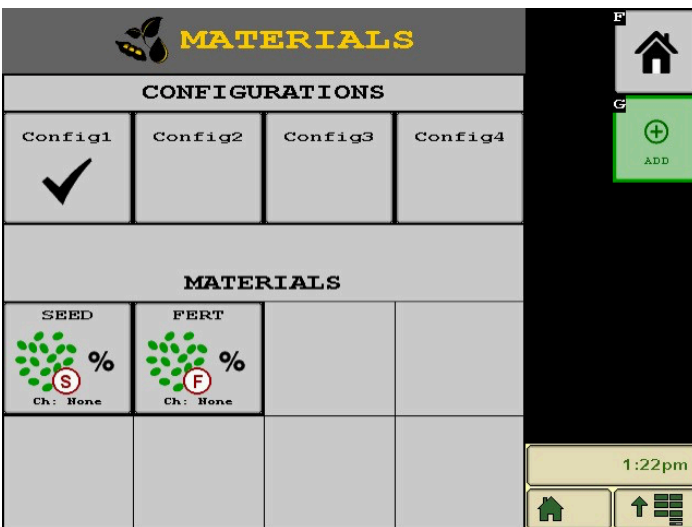 MATERIALS
F
CONFIGURATIONS
G
ADD
Config1 Config2 Config3 Config4
MATERIALS
SEED FERT
% %
S F
Ch: None Ch: None
1:22pm